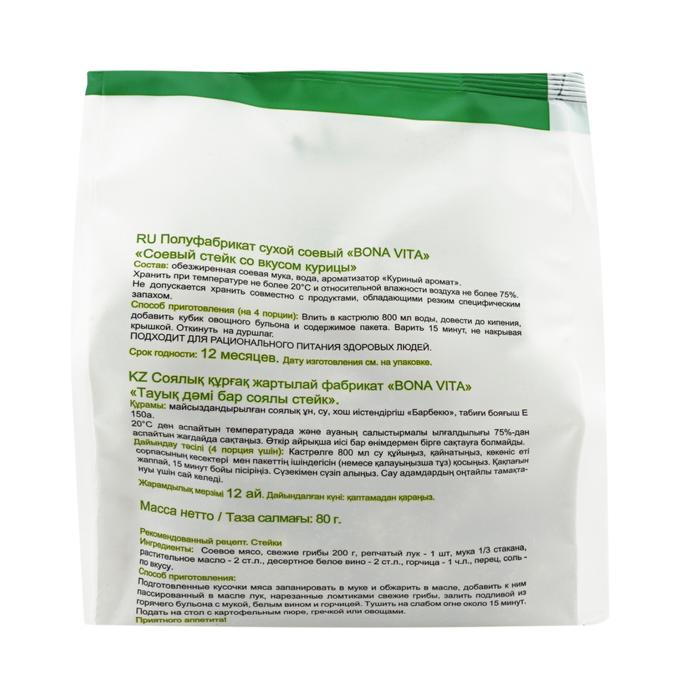 RU Полуфабрикат сухой соевый «BONA VITA»
«Соевый стейк со вкусом курицы»
Состав: обезжиренная соевая мука, вода, ароматизатор «Куриный аромат».
Хранить при температуре не более 20°С и относительной влажности воздуха не более 75%.
Не допускается хранить совместно с продуктами, обладающими резким специфическим
запахом.
Способ приготовления (на 4 порции): Влить в кастрюлю 800 мл воды, довести до кипения,
добавить кубик овощного бульона и содержимое пакета. Варить 15 минут, не накрывая
крышкой. Откинуть на дуршлаг.
ПОДХОДИТ ДЛЯ РАЦИОНАЛЬНОГО ПИТАНИЯ ЗДОРОВЫХ ЛЮДЕЙ.
Срок годности: 12 месяцев. Дату изготовления см. на упаковке.
KZ Соялық құрғақ жартылай фабрикат «BONA VITA»
«Тауық дәмі бар соялы стейк».
Құрамы: майсыздандырылған соялық ұн, су, хош иістендіргіш «Барбекю», табиғи бояғыш Е
150а.
20°С ден аспайтын температурада және ауаның салыстырмалы ылғалдылығы 75%-дан
аспайтын жағдайда сақтаңыз. Өткір айрықша иісі бар өнімдермен бірге сақтауға болмайды.
Дайындау тәсілі (4 порция үшін): Кастрөлге 800 мл су құйыңыз, қайнатыңыз, көкөніс еті
сорпасының кесектері мен пакеттің ішіндегісін (немесе қалауыңызша тұз) қосыңыз. Қақпағын
жаппай, 15 минут бойы пісіріңіз. Сүзекімен сүзіп алыңыз. Сау адамдардың оңтайлы тамақта-
нуы үшін сай келеді.
Жарамдылық мерзімі 12 ай. Дайындалған күні: қаптамадан қараңыз.
Масса нетто / Таза салмағы: 80 г.
Рекомендованный рецепт. Стейки
Ингредиенты: Соевое мясо, свежие грибы 200 г, репчатый лук - 1 шт, мука 1/3 стакана,
растительное масло - 2 ст.л., десертное белое вино - 2 ст.л., горчица - 1 ч.л., перец, соль -
по вкусу.
Способ приготовления:
Подготовленные кусочки мяса запанировать в муке и обжарить в масле, добавить к ним
пассированный в масле лук, нарезанные ломтиками свежие грибы, залить подливой из
горячего бульона с мукой, белым вином и горчицей. Тушить на слабом огне около 15 минут.
Подать на стол с картофельным пюре, гречкой или овощами.
Приятного аппетита!